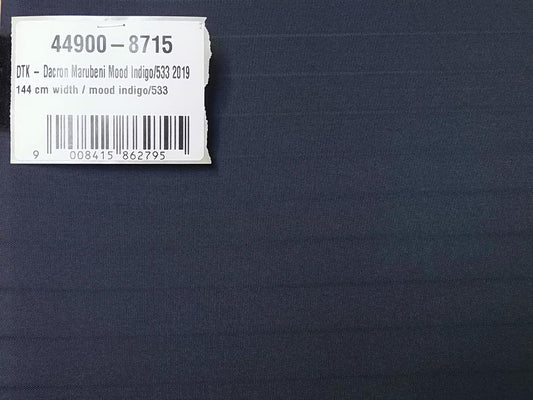 44900-8715
DTK - Dacron Marubeni Mood Indigo/533 2019
144 cm width / mood indigo/533
9 008415 862795